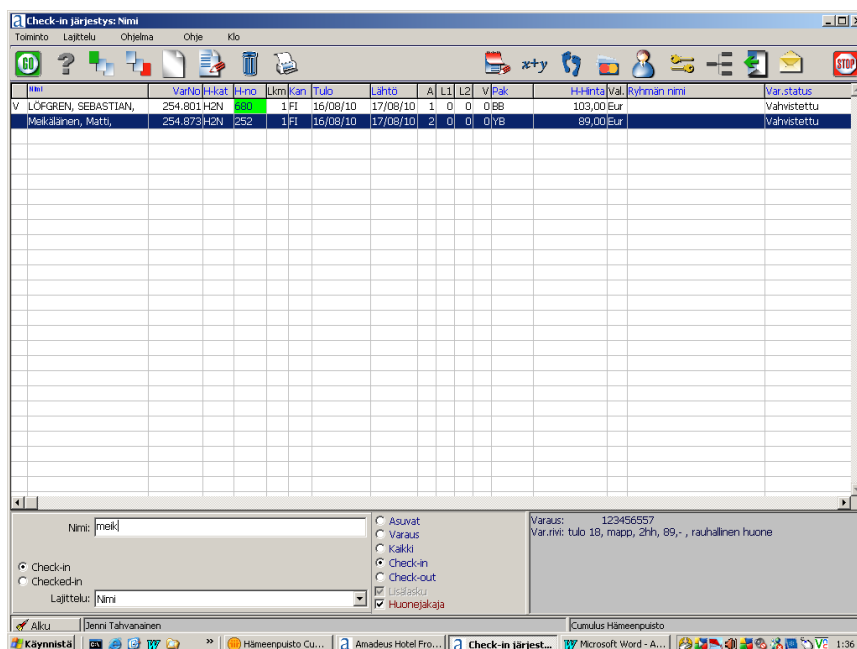 Check-in järjestys: Nimi
Toiminto Lajittelu Ohjelma Ohje Klo
GO ? x+y STOP
Nimi VarNo H-kat H-no Lkm Kan Tulo Lähtö A L1 L2 V Pak H-Hinta Val. Ryhmän nimi Var.status
V LÖFGREN, SEBASTIAN, 254.801 H2N 680 1 FI 16/08/10 17/08/10 1 0 0 0 BB 103,00 Eur Vahvistettu
Meikäläinen, Matti, 254.873 H2N 252 1 FI 16/08/10 17/08/10 2 0 0 0 YB 89,00 Eur Vahvistettu
Nimi: meik
Check-in
Checked-in
Lajittelu: Nimi
Asuvat
Varaus
Kaikki
Check-in
Check-out
Lisälasku
Huonejakaja
Varaus: 123456557
Var.rivi: tulo 18, mapp, 2hh, 89,- , rauhallinen huone
Alku Jenni Tahvanainen Cumulus Hämeenpuisto
Käynnistä » Hämeenpuisto Cu... Amadeus Hotel Fro... Check-in järjest... Microsoft Word - A... 1:36